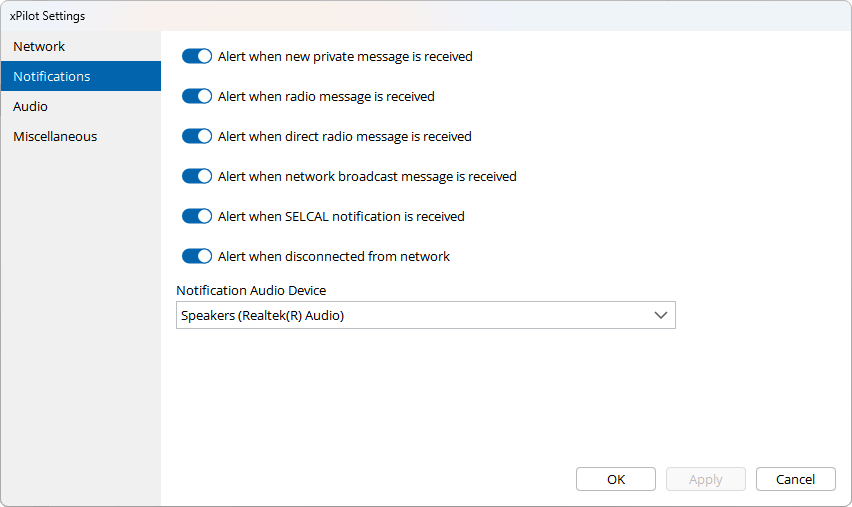 xPilot Settings
Network
Notifications
Audio
Miscellaneous
Alert when new private message is received
Alert when radio message is received
Alert when direct radio message is received
Alert when network broadcast message is received
Alert when SELCAL notification is received
Alert when disconnected from network
Notification Audio Device
Speakers (Realtek(R) Audio)
OK
Apply
Cancel